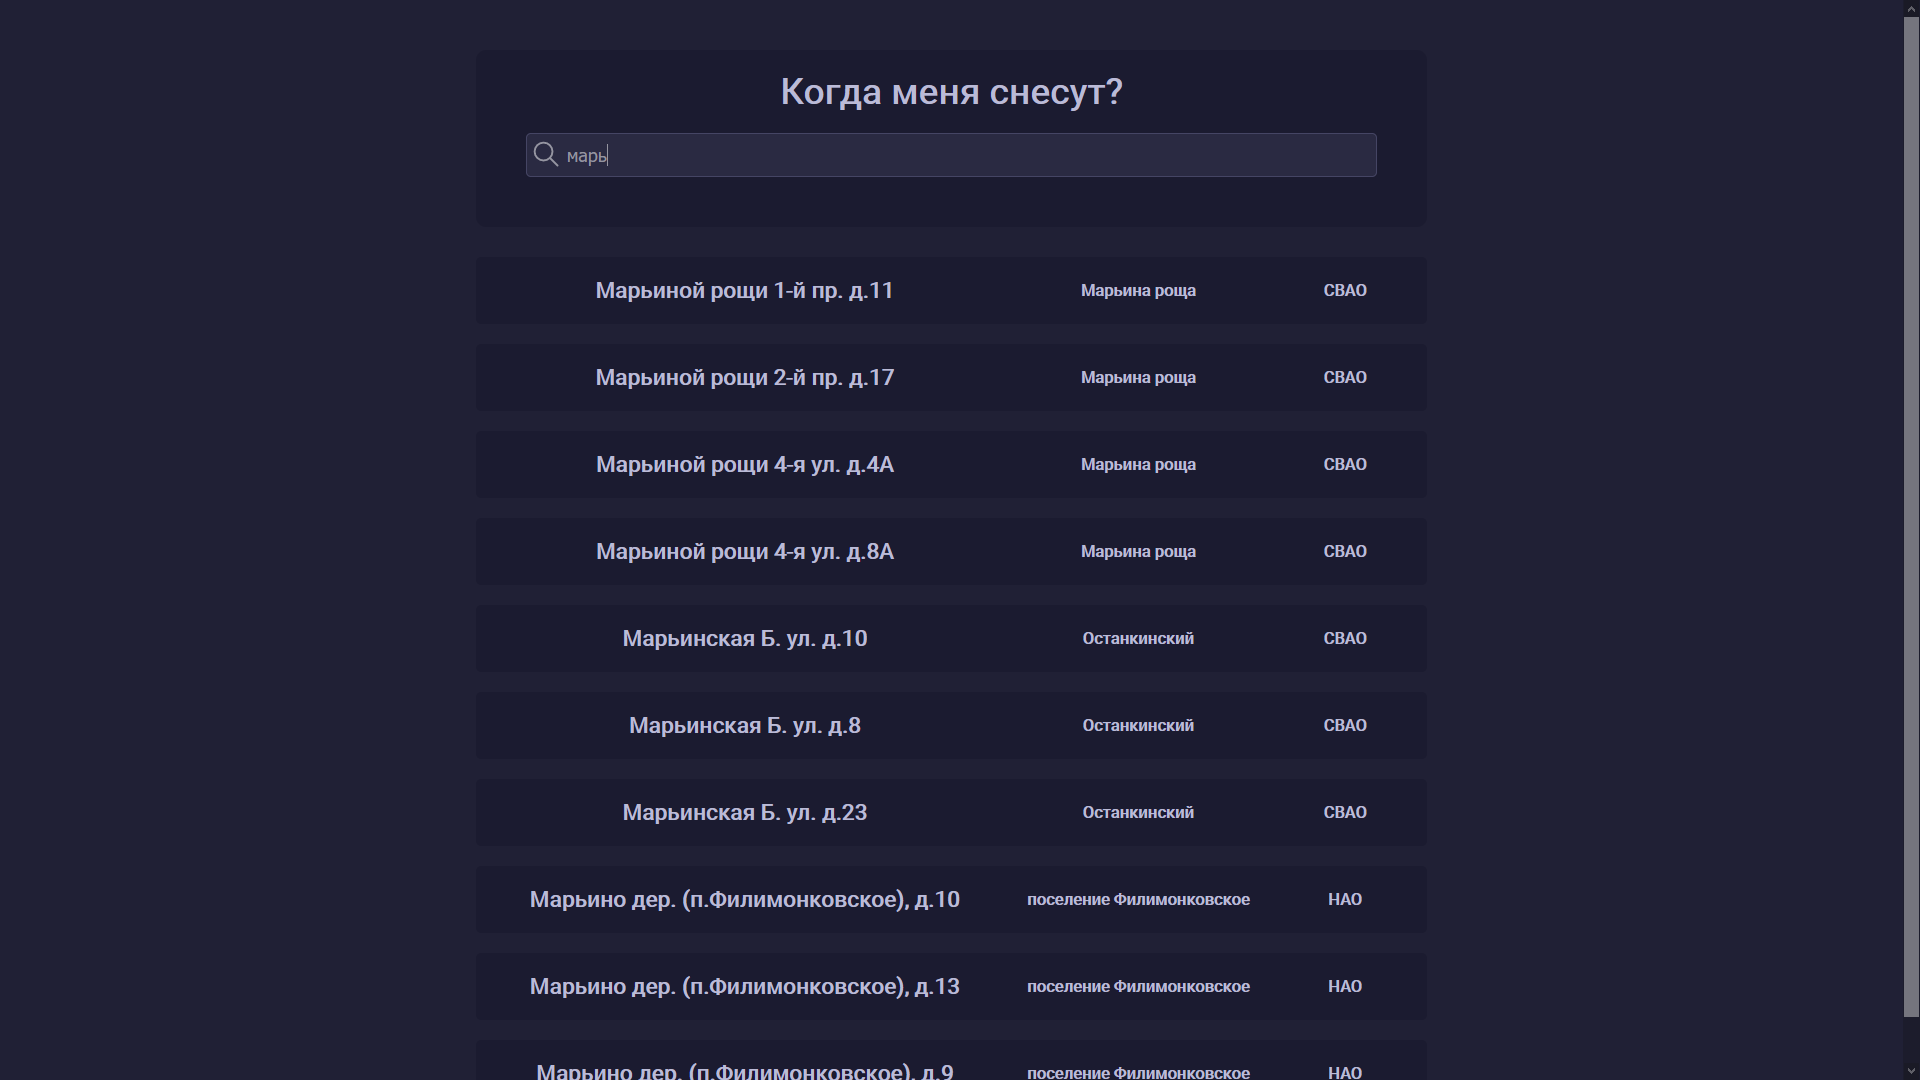 Когда меня снесут?
марь
Марьиной рощи 1-й пр. д.11 Марьина роща СВАО
Марьиной рощи 2-й пр. д.17 Марьина роща СВАО
Марьиной рощи 4-я ул. д.4А Марьина роща СВАО
Марьиной рощи 4-я ул. д.8А Марьина роща СВАО
Марьинская Б. ул. д.10 Останкинский СВАО
Марьинская Б. ул. д.8 Останкинский СВАО
Марьинская Б. ул. д.23 Останкинский СВАО
Марьино дер. (п.Филимонковское), д.10 поселение Филимонковское НАО
Марьино дер. (п.Филимонковское), д.13 поселение Филимонковское НАО
Марьино дер. (п.Филимонковское), д.9 поселение Филимонковское НАО